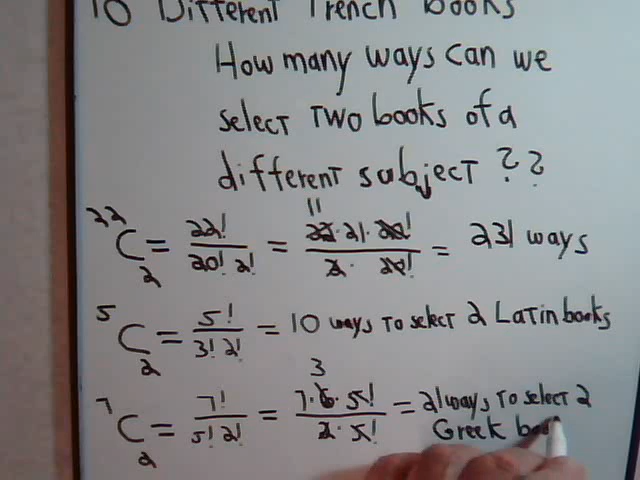 10 Different French Books
How many ways can we
select two books of a
different subject ??
22C2 = 22!/20! 2! = 11 22·21·20!/2· 20! = 231 ways
5C2 = 5!/3! 2! = 10 ways to select 2 Latin books
7C2 = 7!/5! 2! = 3 7·6·5!/2·5! = 21 ways to select 2
Greek